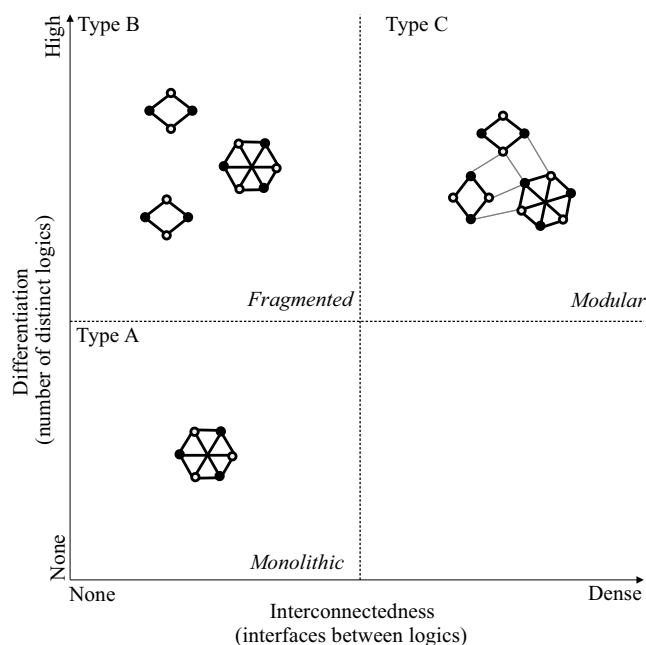 High
Type B
Type C
Fragmented
Modular
Differentiation
(number of distinct logics)
Type A
Monolithic
None
None
Dense
Interconnectedness
(interfaces between logics)